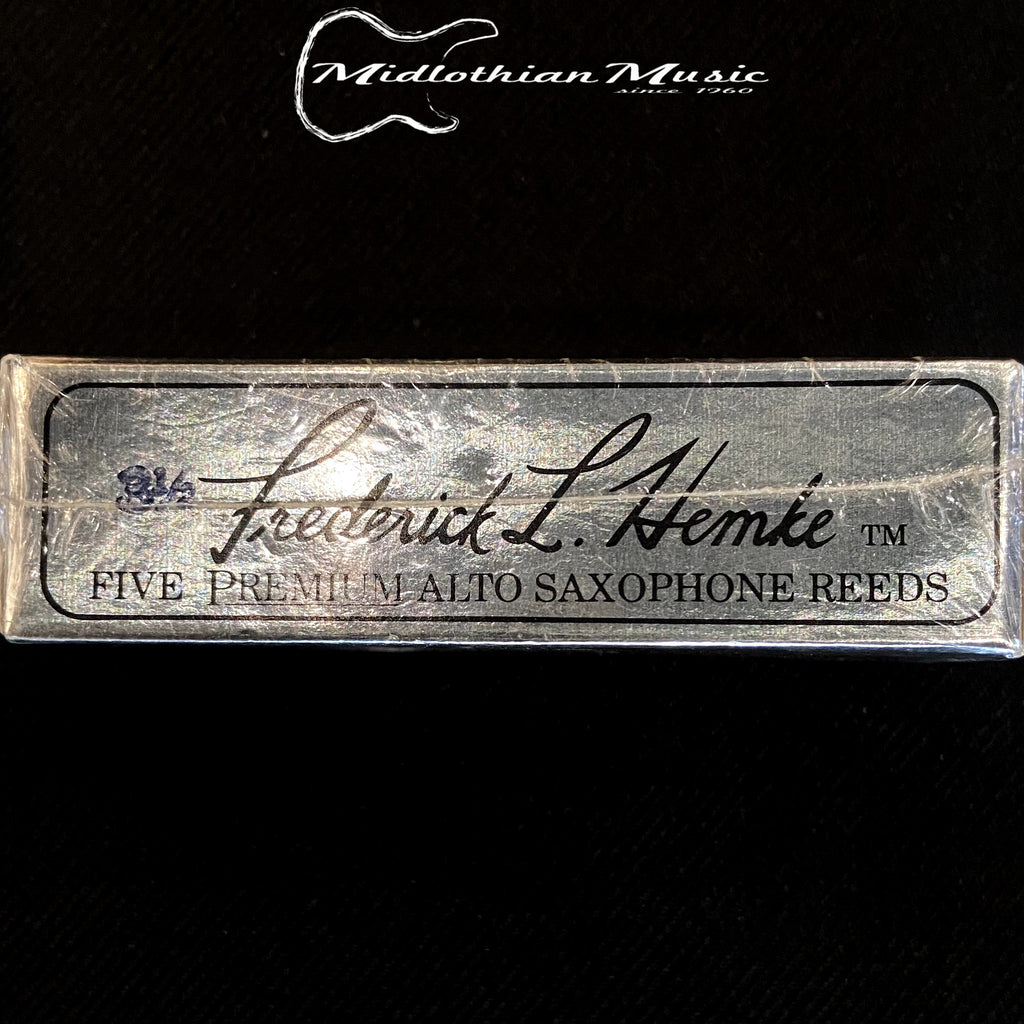 Midlothian Music
since 1960
Frederick L. Hemke TM
FIVE PREMIUM ALTO SAXOPHONE REEDS